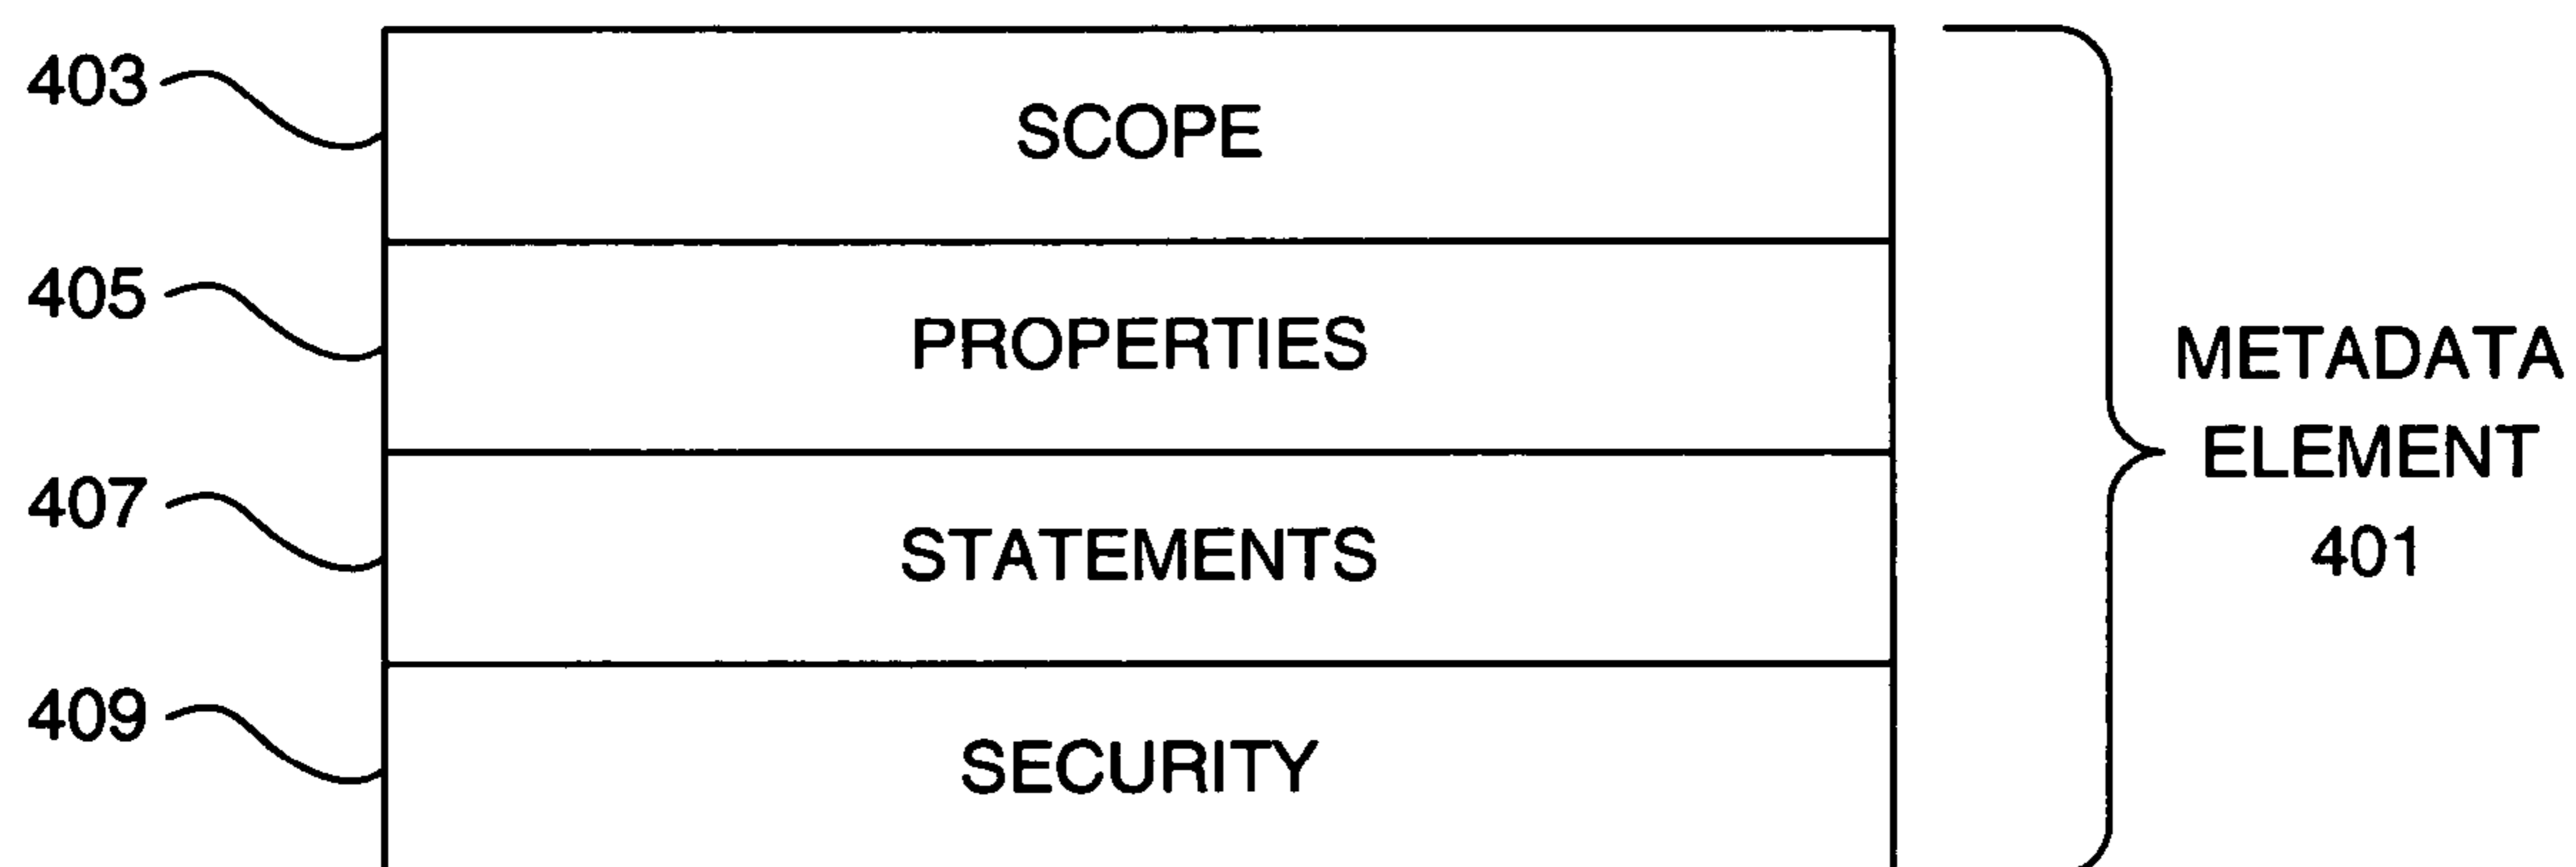 403
SCOPE
405
PROPERTIES
METADATA
ELEMENT
401
407
STATEMENTS
409
SECURITY